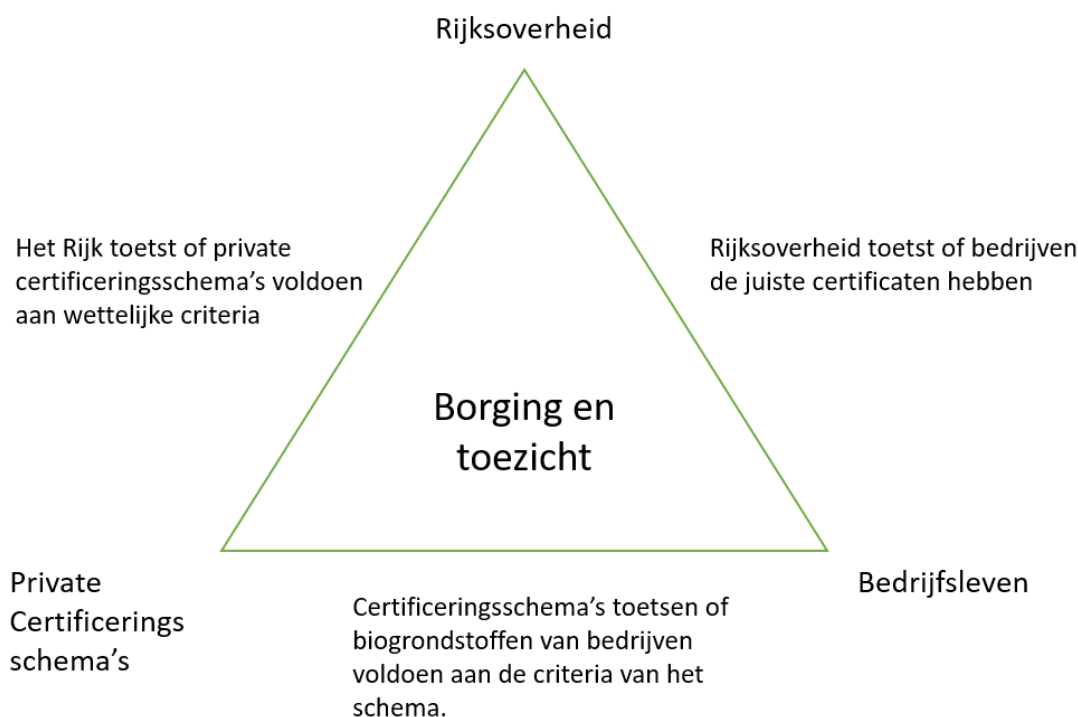 Rijksoverheid
Het Rijk toetst of private
certificeringsschema’s voldoen
aan wettelijke criteria
Rijksoverheid toetst of bedrijven
de juiste certificaten hebben
Borging en
toezicht
Private
Certificerings
schema’s
Certificeringsschema’s toetsen of
biogrondstoffen van bedrijven
voldoen aan de criteria van het
schema.
Bedrijfsleven